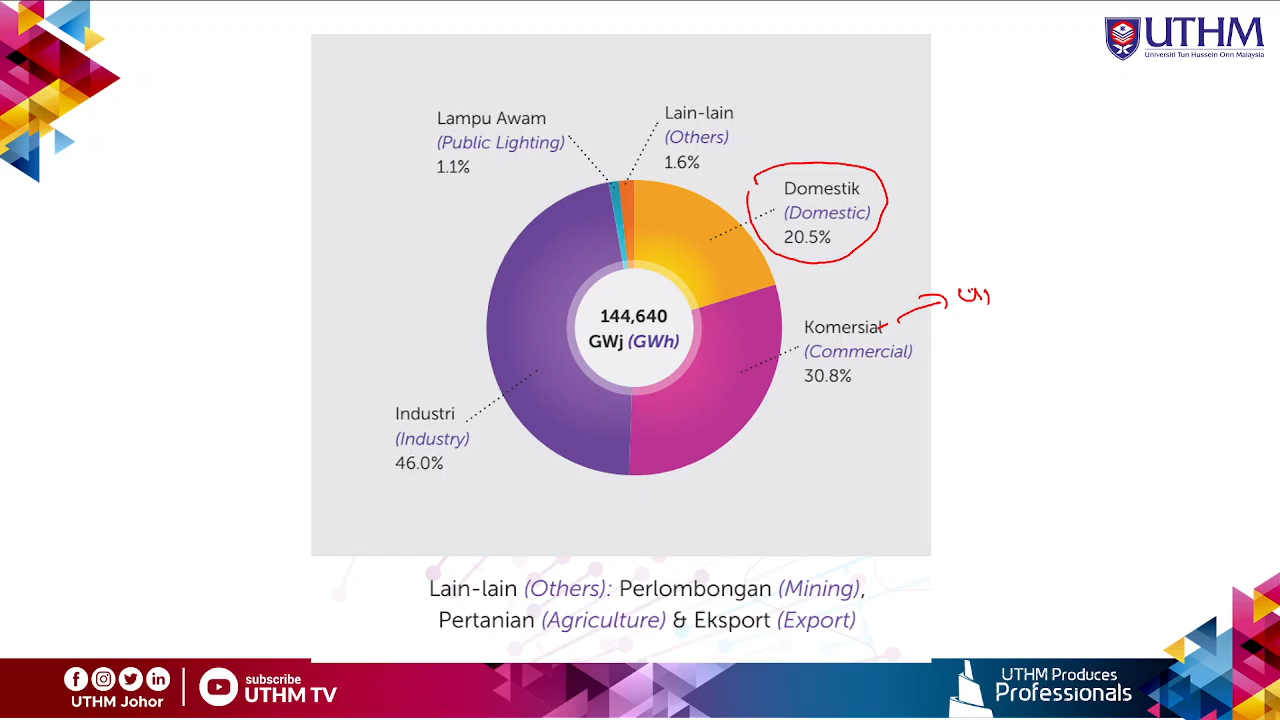 UTHM
Universiti Tun Hussein Onn Malaysia
Lampu Awam
(Public Lighting)
1.1%
Lain-lain
(Others)
1.6%
Domestik
(Domestic)
20.5%
144,640
GWj (GWh)
Komersial
(Commercial)
30.8%
Industri
(Industry)
46.0%
Lain-lain (Others): Perlombongan (Mining),
Pertanian (Agriculture) & Eksport (Export)
UTHM Johor
subscribe
UTHM TV
UTHM Produces
Professionals